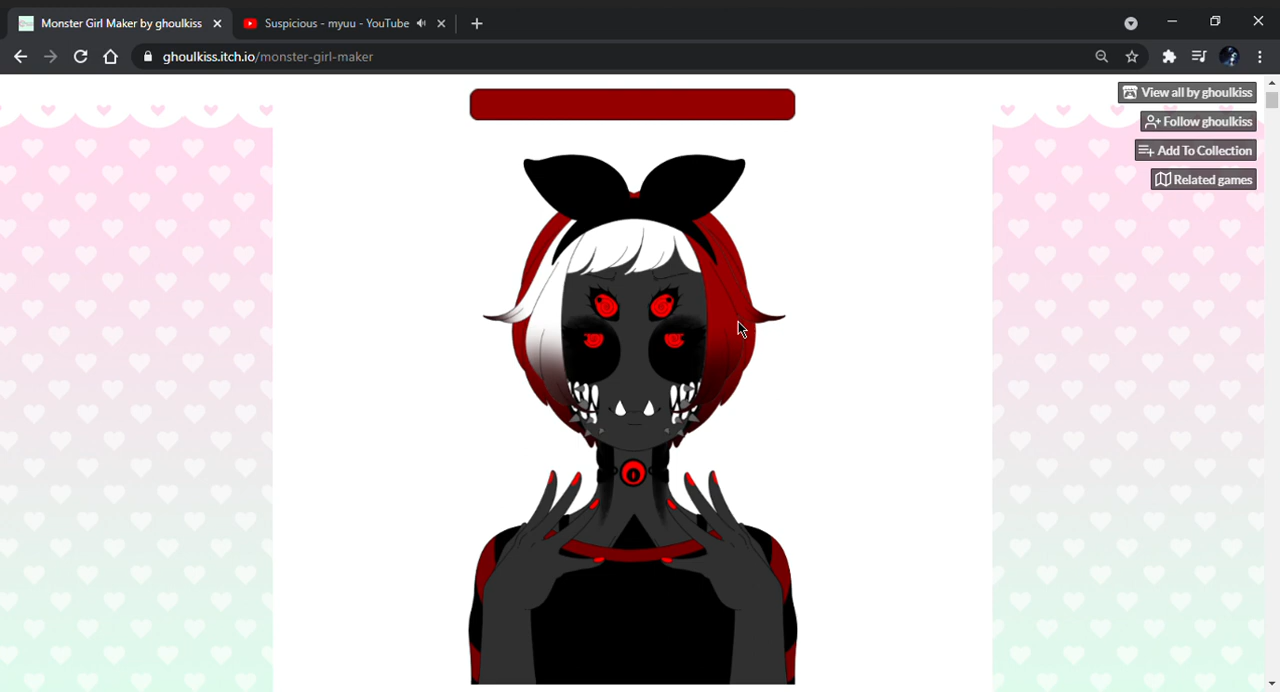 Monster Girl Maker by ghoulkiss
Suspicious - myuu - YouTube
ghoulkiss.itch.io/monster-girl-maker
View all by ghoulkiss
Follow ghoulkiss
Add To Collection
Related games